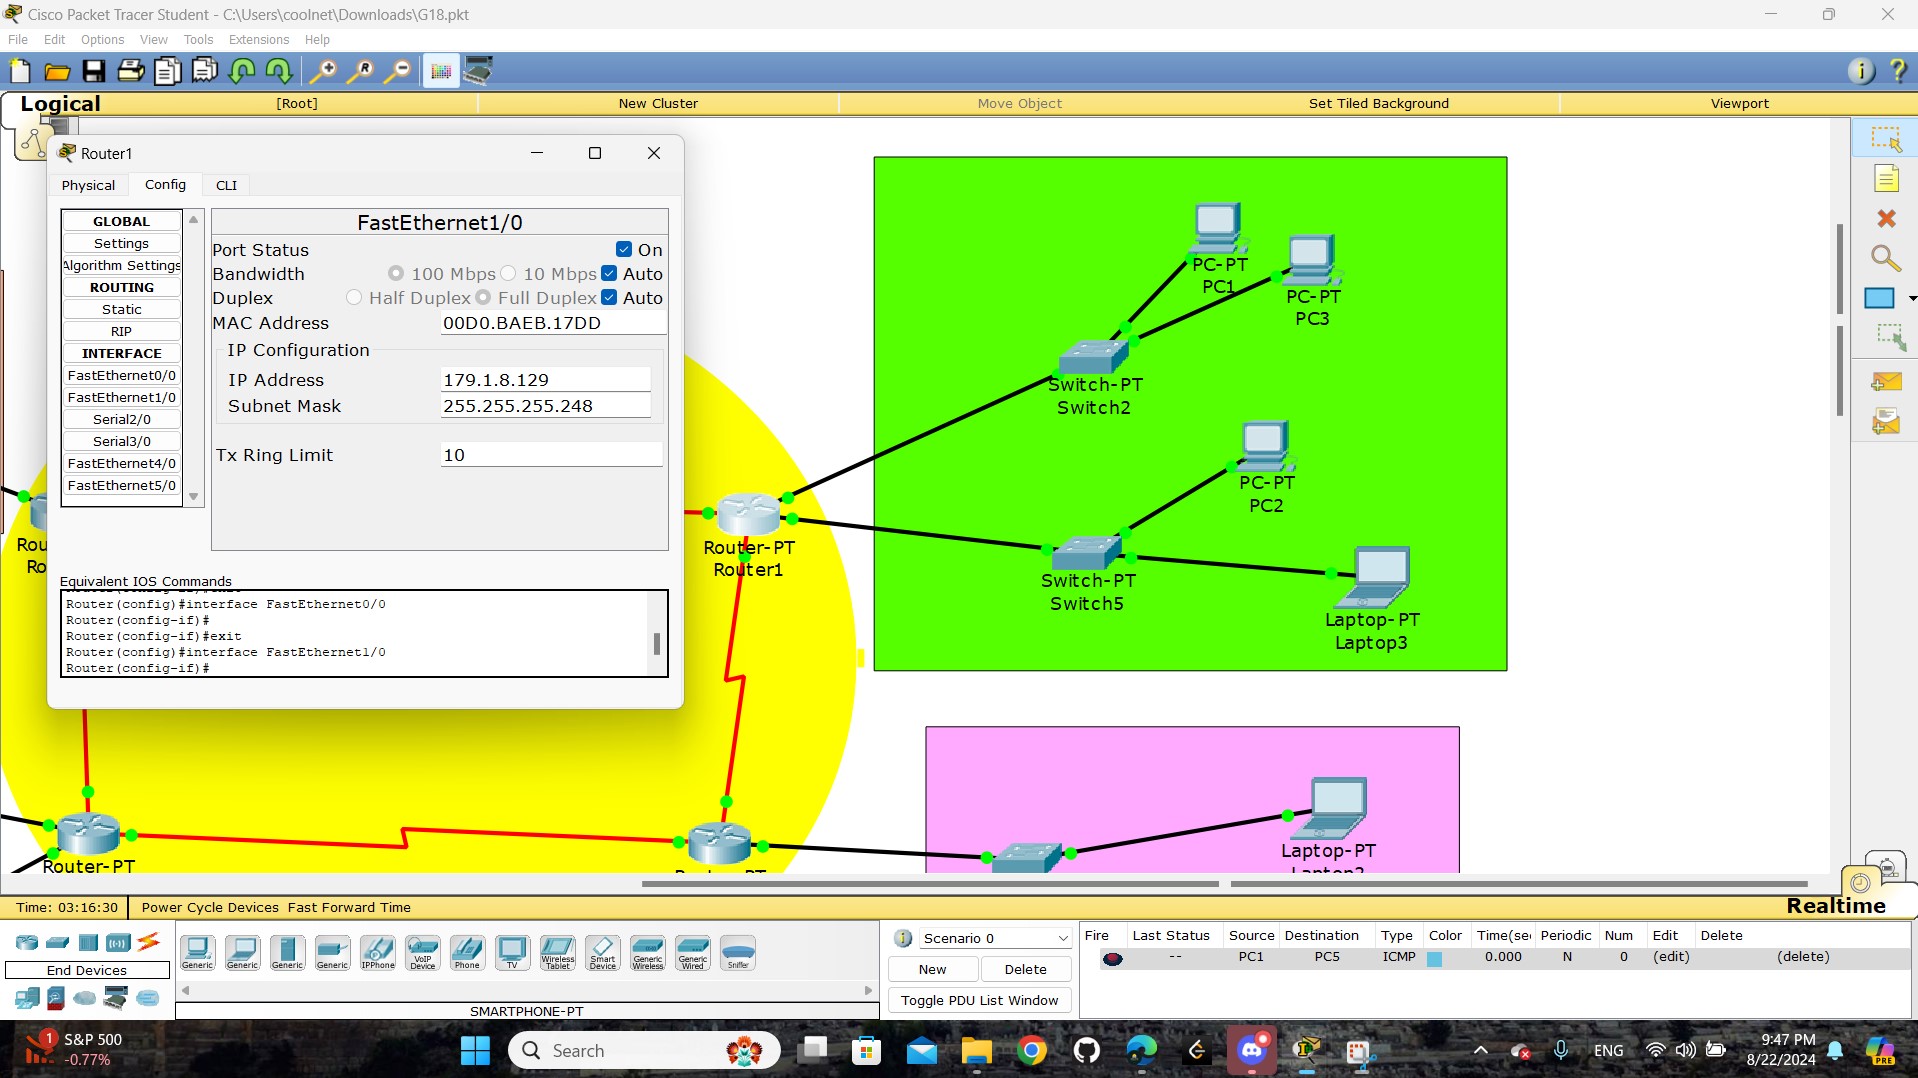 Cisco Packet Tracer Student - C:\Users\coolnet\Downloads\G18.pkt
File Edit Options View Tools Extensions Help
Logical [Root] New Cluster Move Object Set Tiled Background Viewport
Router1
Physical Config CLI
GLOBAL
Settings
Algorithm Settings
ROUTING
Static
RIP
INTERFACE
FastEthernet0/0
FastEthernet1/0
Serial2/0
Serial3/0
FastEthernet4/0
FastEthernet5/0
FastEthernet1/0
Port Status On
Bandwidth 100 Mbps 10 Mbps Auto
Duplex Half Duplex Full Duplex Auto
MAC Address 00D0.BAEB.17DD
IP Configuration
IP Address 179.1.8.129
Subnet Mask 255.255.255.248
Tx Ring Limit 10
Equivalent IOS Commands
Router(config-if)#exit
Router(config)#interface FastEthernet0/0
Router(config-if)#
Router(config-if)#exit
Router(config)#interface FastEthernet1/0
Router(config-if)#
PC-PT
PC1
PC-PT
PC3
Switch-PT
Switch2
PC-PT
PC2
Router-PT
Router1
Switch-PT
Switch5
Laptop-PT
Laptop3
Rou
Ro
Router-PT
Router-PT
Laptop-PT
Laptop2
Time: 03:16:30 Power Cycle Devices Fast Forward Time Realtime
End Devices
Generic Generic Generic Generic IPPhone VoIP Device Phone TV Wireless Tablet Smart Device Generic Wireless Generic Wired Sniffer
SMARTPHONE-PT
Scenario 0
New Delete
Toggle PDU List Window
Fire Last Status Source Destination Type Color Time(sec Periodic Num Edit Delete
-- PC1 PC5 ICMP 0.000 N 0 (edit) (delete)
1 S&P 500
-0.77%
Search
ENG
9:47 PM
8/22/2024
PRE